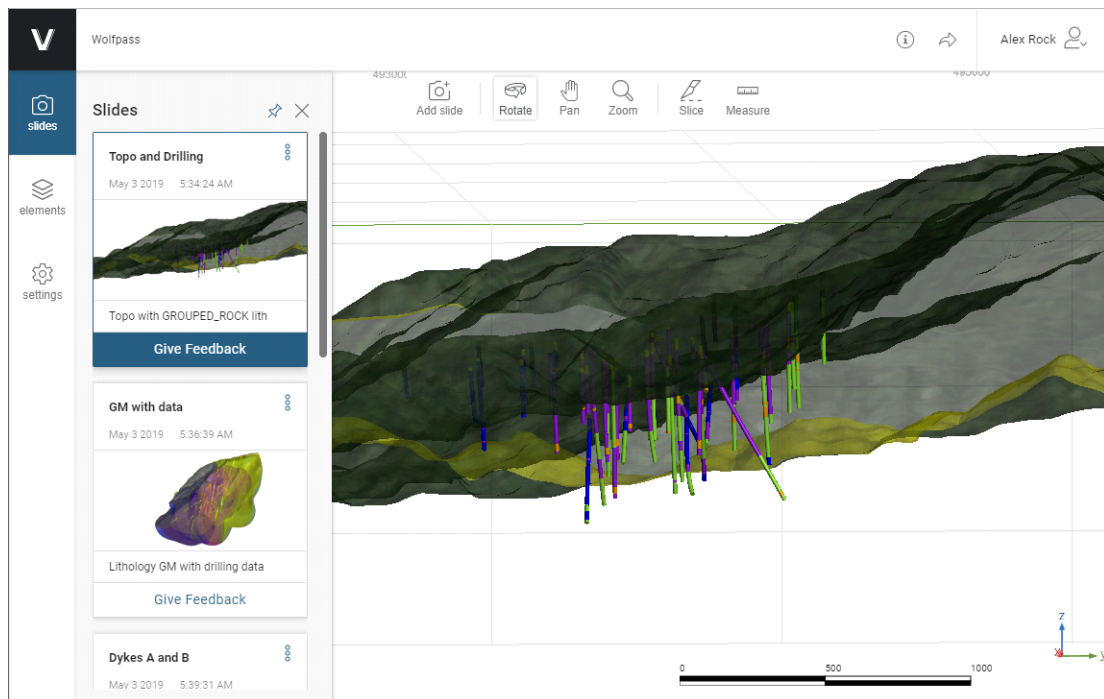 V
Wolfpass
Alex Rock
slides
elements
settings
Slides
Topo and Drilling
May 3 2019 5:34:24 AM
Topo with GROUPED_ROCK lith
Give Feedback
GM with data
May 3 2019 5:36:39 AM
Lithology GM with drilling data
Give Feedback
Dykes A and B
May 3 2019 5:39:31 AM
Add slide
Rotate
Pan
Zoom
Slice
Measure
z
x
y
0 500 1000